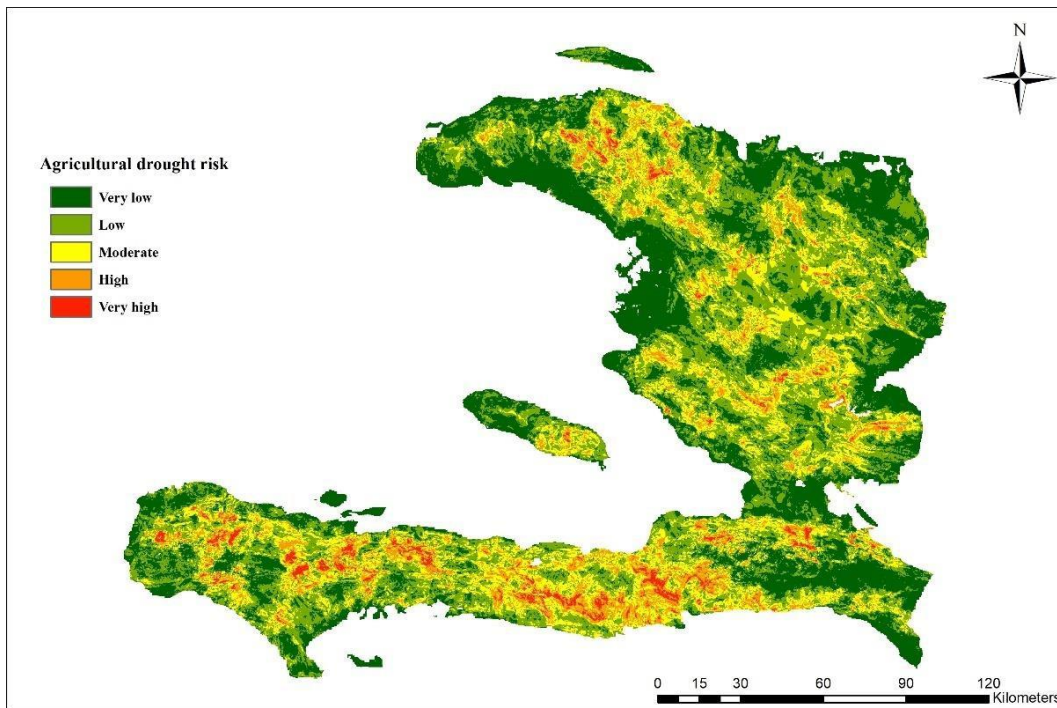 N
Agricultural drought risk
Very low
Low
Moderate
High
Very high
0 15 30 60 90 120
Kilometers